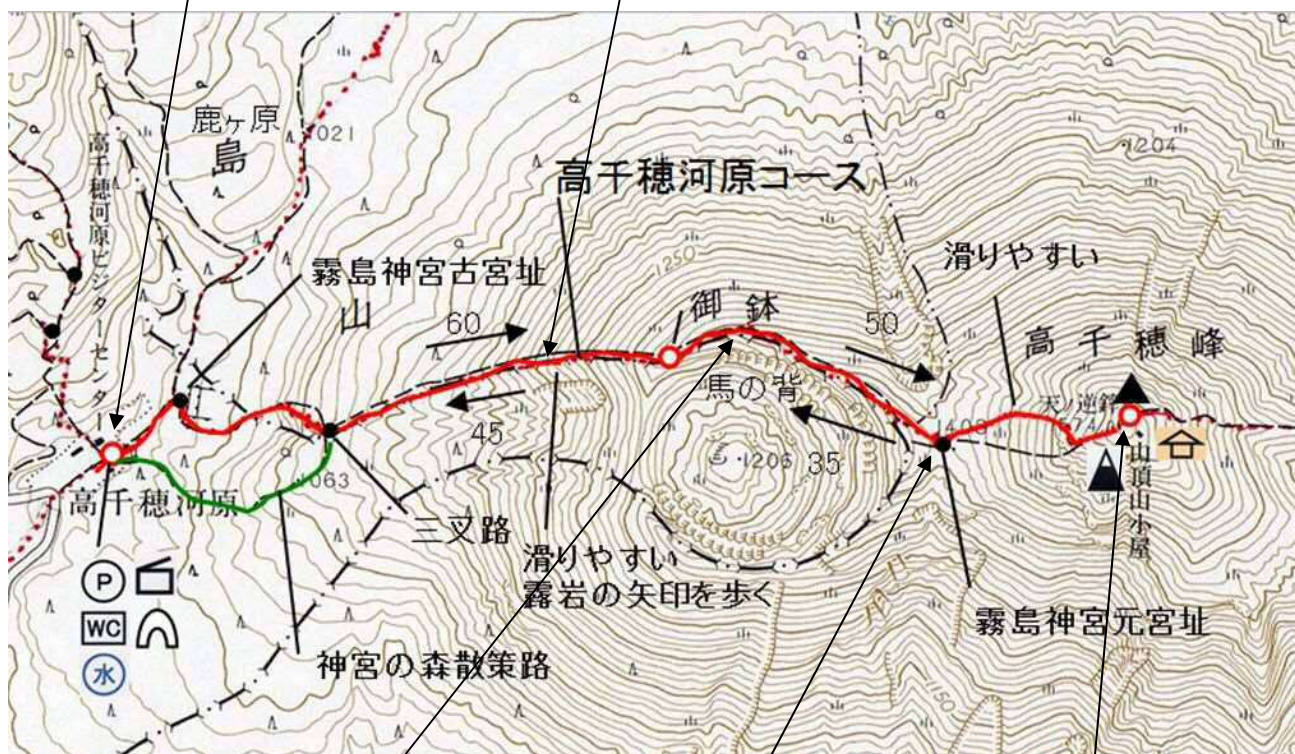 鹿ヶ原
島
1021
高千穂河原ビジターセンター
高千穂河原コース
1204
1250
滑りやすい
霧島神宮古宮址
山
60
御鉢
50
高千穂峰
馬の背
天ノ逆鉾
45
1206
35
山頂山小屋
1063
高千穂河原
三叉路
滑りやすい
露岩の矢印を歩く
P
WC
水
霧島神宮元宮址
神宮の森散策路
1150